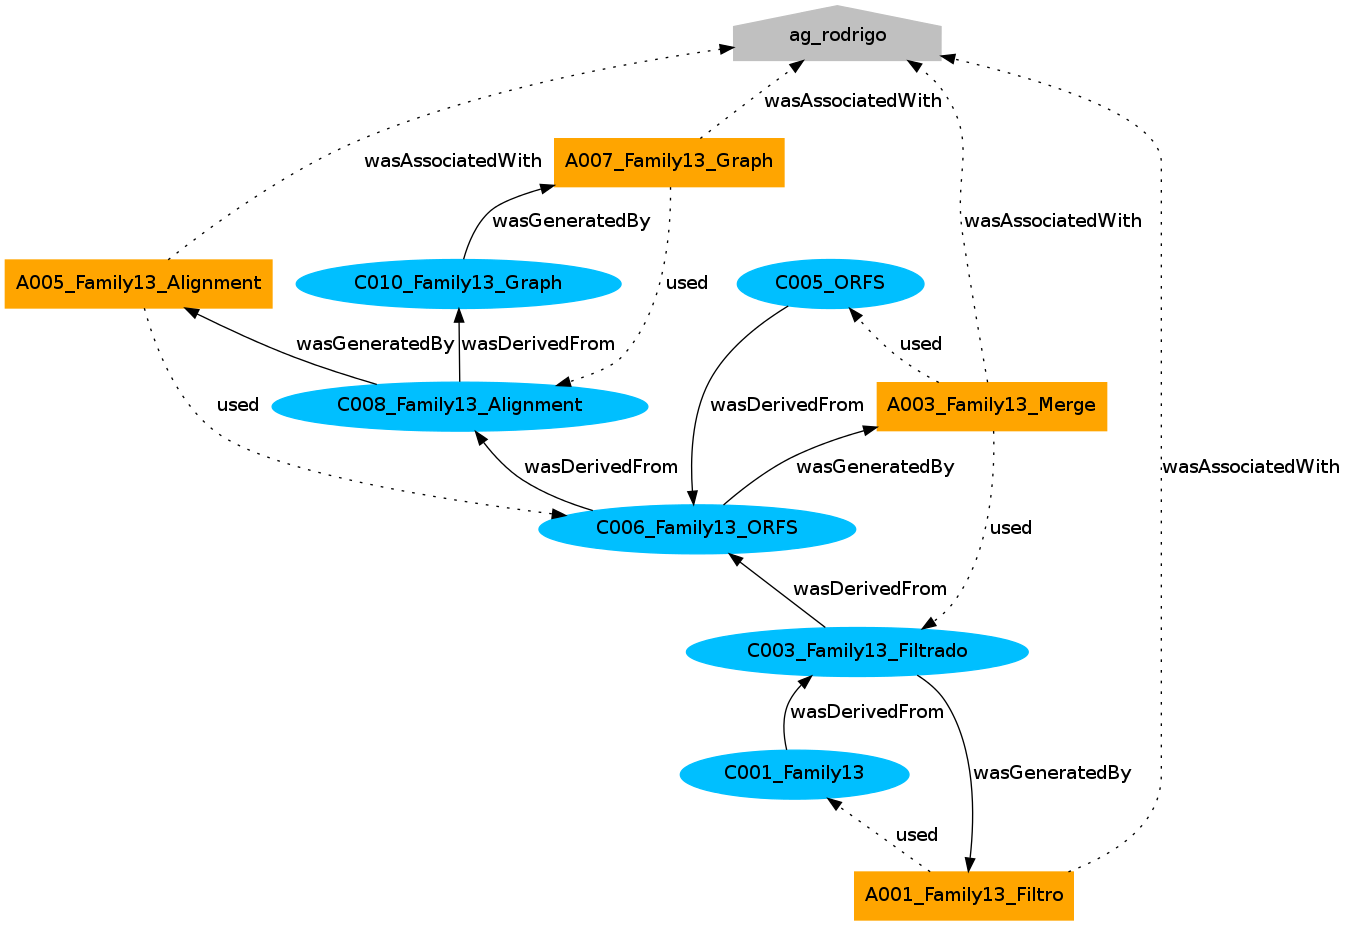 ag_rodrigo
wasAssociatedWith
wasAssociatedWith
A007_Family13_Graph
wasGeneratedBy
wasAssociatedWith
A005_Family13_Alignment
C010_Family13_Graph
used
C005_ORFS
wasGeneratedBy
wasDerivedFrom
used
used
C008_Family13_Alignment
wasDerivedFrom
A003_Family13_Merge
wasDerivedFrom
wasGeneratedBy
wasAssociatedWith
C006_Family13_ORFS
used
wasDerivedFrom
C003_Family13_Filtrado
wasDerivedFrom
C001_Family13
wasGeneratedBy
used
A001_Family13_Filtro